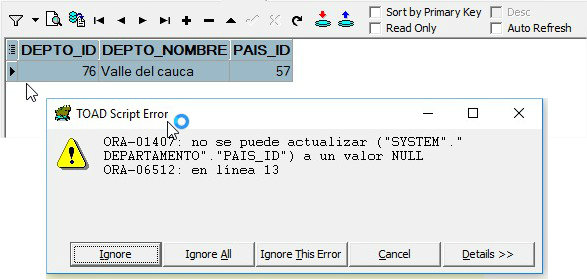 Sort by Primary Key Desc
Read Only Auto Refresh
DEPTO_ID DEPTO_NOMBRE PAIS_ID
76 Valle del cauca 57
TOAD Script Error
ORA-01407: no se puede actualizar ("SYSTEM"."
DEPARTAMENTO"."PAIS_ID") a un valor NULL
ORA-06512: en línea 13
Ignore Ignore All Ignore This Error Cancel Details >>